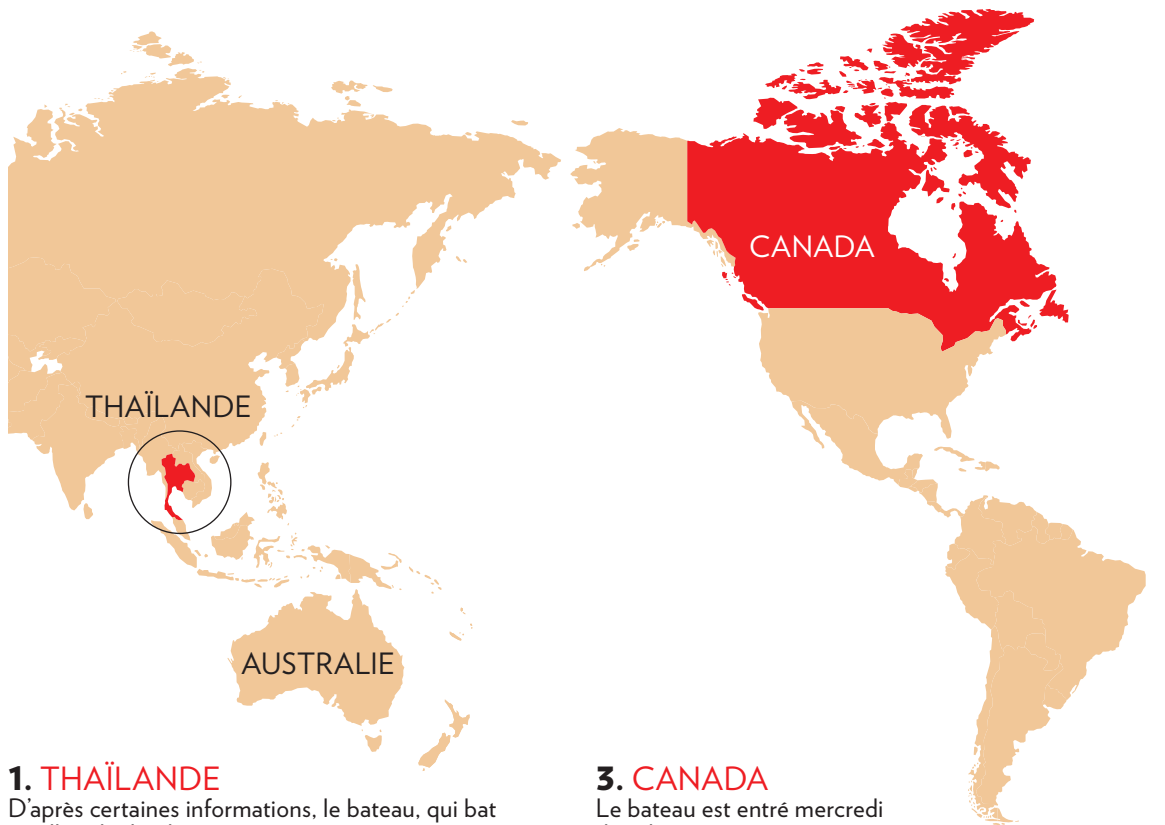 CANADA
THAÏLANDE
AUSTRALIE
1. THAÏLANDE
D'après certaines informations, le bateau, qui bat
3. CANADA
Le bateau est entré mercredi